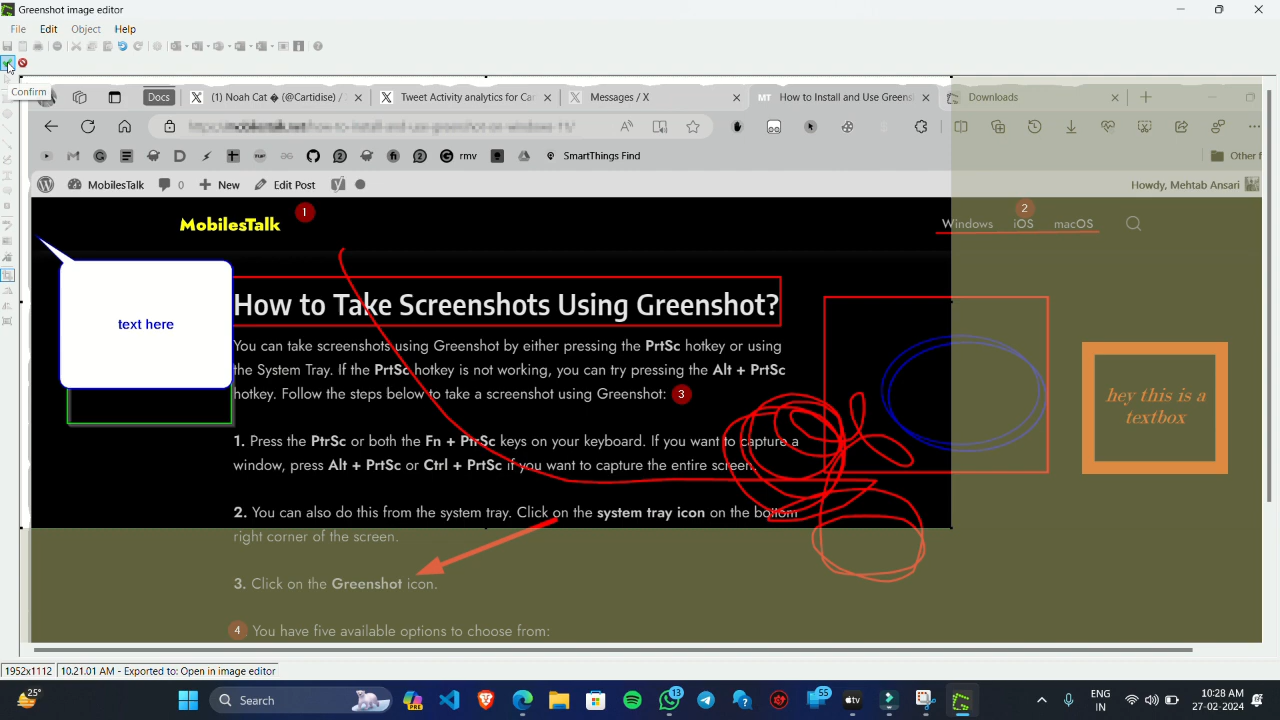 Greenshot image editor
File Edit Object Help
Confirm
Docs
(1) Noah Cat (@Cartidise) /
Tweet Activity analytics for Ca
Messages / X
MT How to Install and Use Greens
Downloads
rmv
SmartThings Find
Other f
MobilesTalk 0 New Edit Post
Howdy, Mehtab Ansari
MobilesTalk 1
Windows iOS macOS
2
text here
How to Take Screenshots Using Greenshot?
You can take screenshots using Greenshot by either pressing the PrtSc hotkey or using
the System Tray. If the PrtSc hotkey is not working, you can try pressing the Alt + PrtSc
hotkey. Follow the steps below to take a screenshot using Greenshot: 3
hey this is a
textbox
1. Press the PtrSc or both the Fn + PtrSc keys on your keyboard. If you want to capture a
window, press Alt + PrtSc or Ctrl + PrtSc if you want to capture the entire screen.
2. You can also do this from the system tray. Click on the system tray icon on the bottom
right corner of the screen.
3. Click on the Greenshot icon.
4 You have five available options to choose from:
1952x1112 10.21.01 AM - Exported to: Open in image editor
25°
Search
PRE
13
55
tv
ENG
IN
10:28 AM
27-02-2024